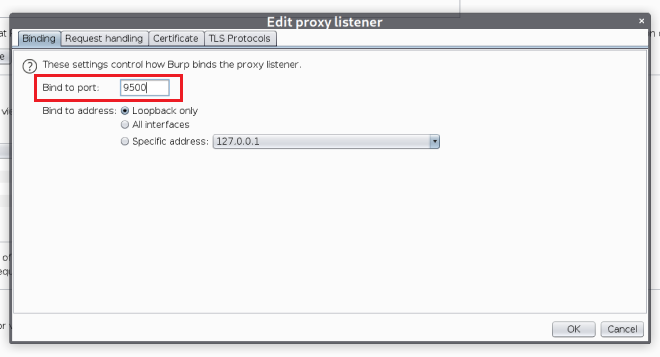 Edit proxy listener
Binding Request handling Certificate TLS Protocols
? These settings control how Burp binds the proxy listener.
Bind to port: 9500
Bind to address: Loopback only
All interfaces
Specific address: 127.0.0.1
OK Cancel